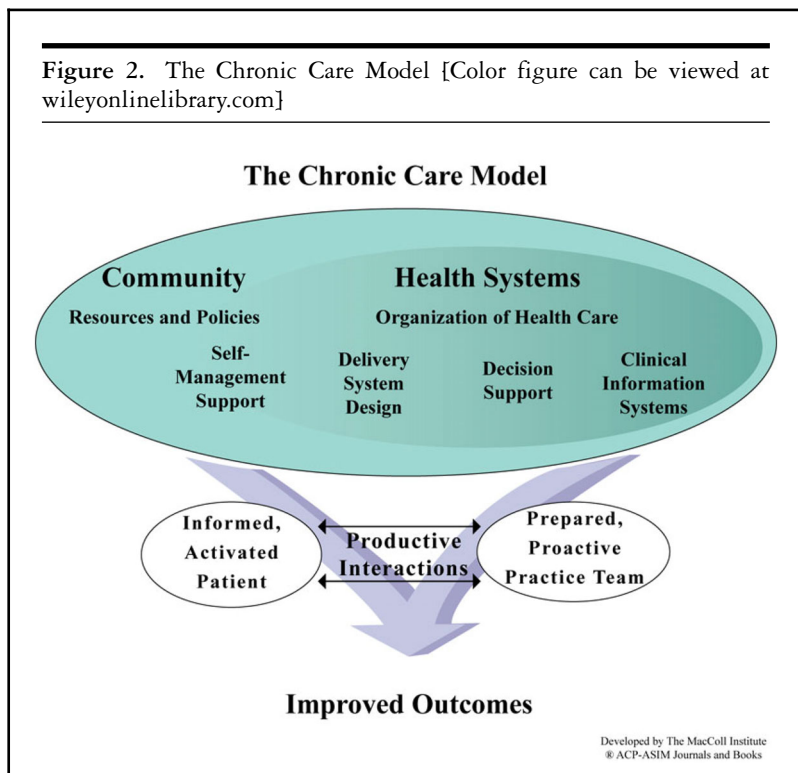 Figure 2. The Chronic Care Model [Color figure can be viewed at
wileyonlinelibrary.com]
The Chronic Care Model
Community
Health Systems
Resources and Policies
Organization of Health Care
Self-
Management
Support
Delivery
System
Design
Decision
Support
Clinical
Information
Systems
Informed,
Activated
Patient
Productive
Interactions
Prepared,
Proactive
Practice Team
Improved Outcomes
Developed by The MacColl Institute
® ACP-ASIM Journals and Books